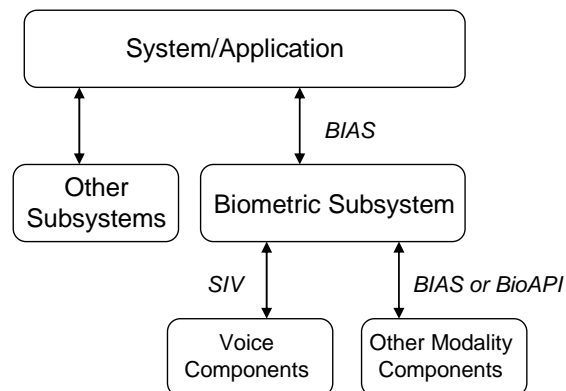 System/Application
BIAS
Other
Subsystems
Biometric Subsystem
SIV
BIAS or BioAPI
Voice
Components
Other Modality
Components